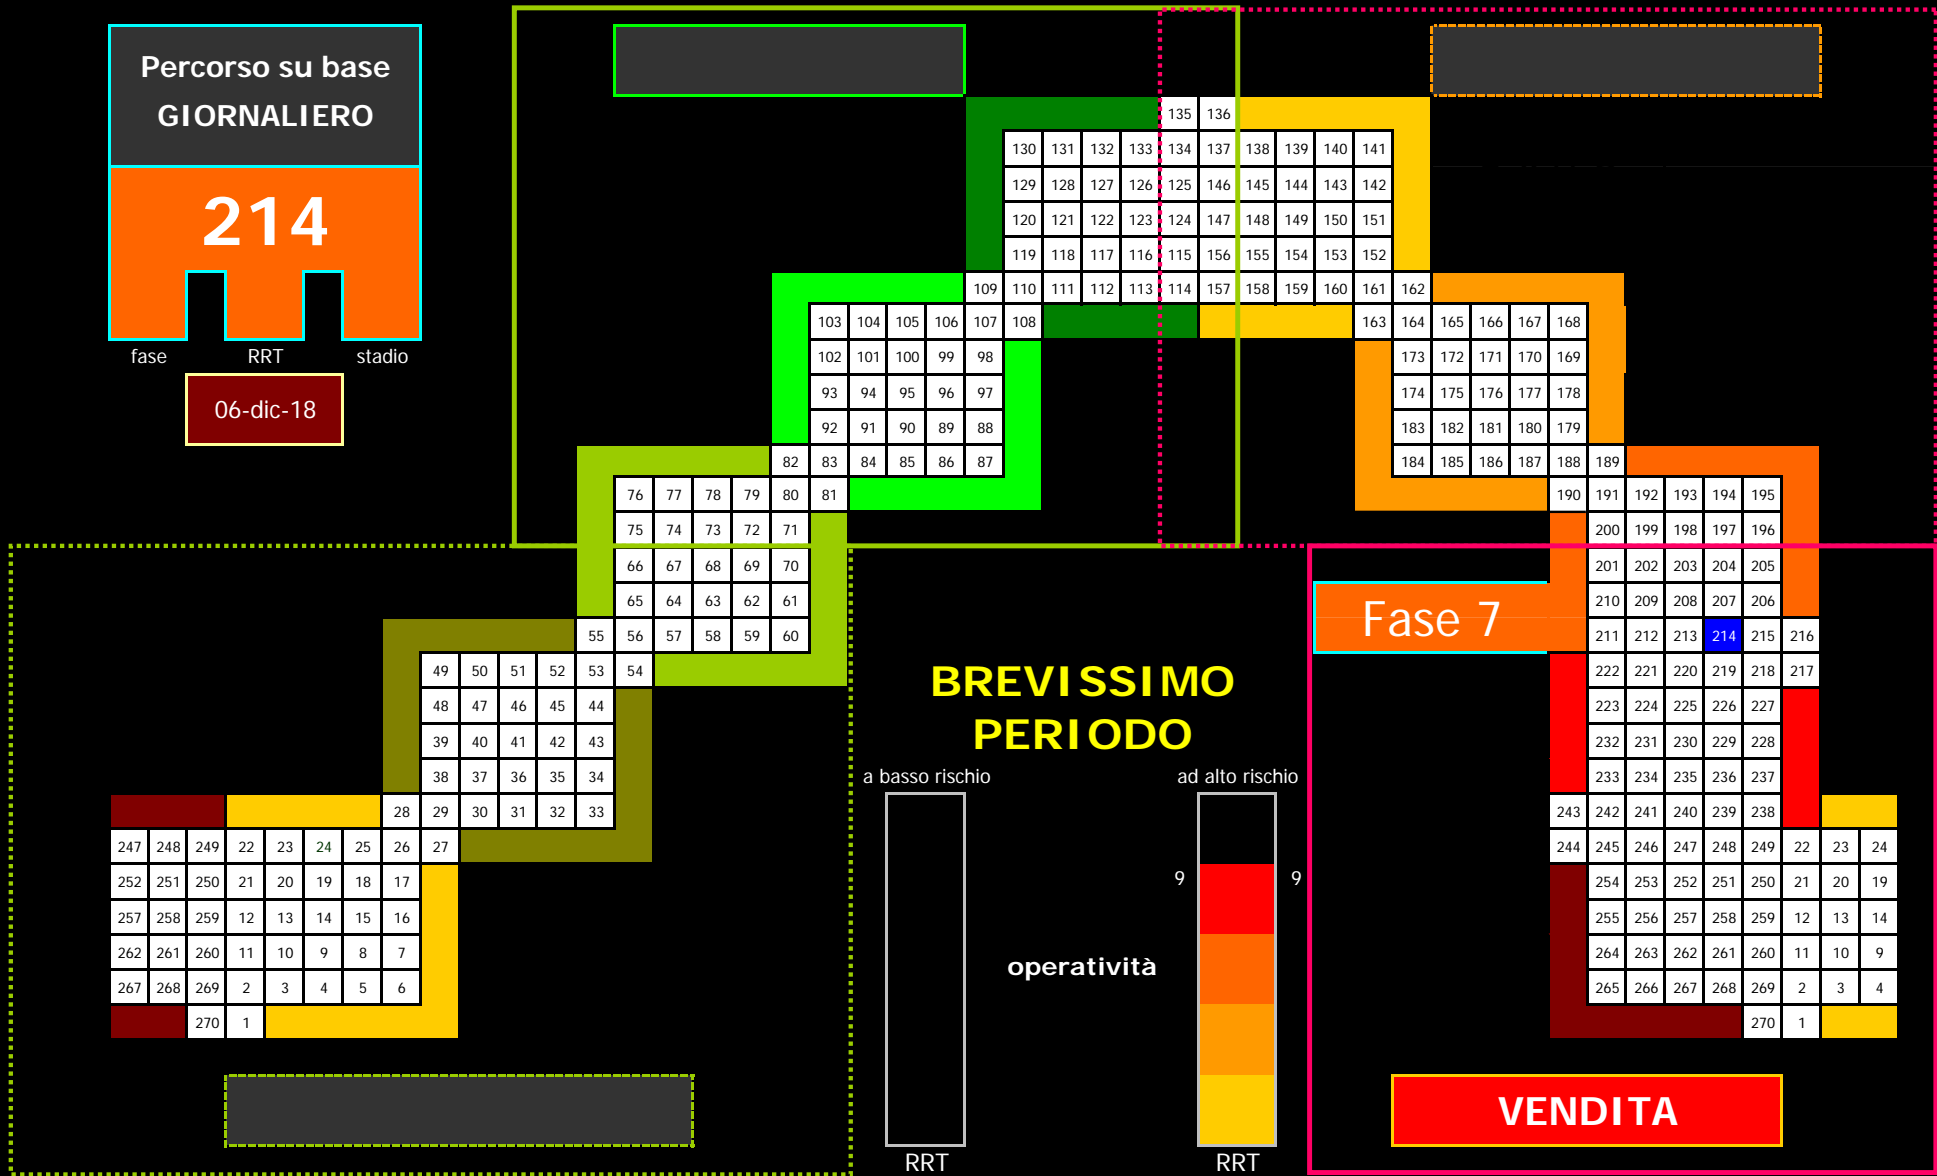 Percorso su base
GIORNALIERO
214
fase RRT stadio
06-dic-18
135 136
130 131 132 133 134 137 138 139 140 141
129 128 127 126 125 146 145 144 143 142
120 121 122 123 124 147 148 149 150 151
119 118 117 116 115 156 155 154 153 152
109 110 111 112 113 114 157 158 159 160 161 162
103 104 105 106 107 108 163 164 165 166 167 168
102 101 100 99 98 173 172 171 170 169
93 94 95 96 97 174 175 176 177 178
92 91 90 89 88 183 182 181 180 179
82 83 84 85 86 87 184 185 186 187 188 189
76 77 78 79 80 81 190 191 192 193 194 195
75 74 73 72 71 200 199 198 197 196
66 67 68 69 70 201 202 203 204 205
65 64 63 62 61 210 209 208 207 206
Fase 7
55 56 57 58 59 60 211 212 213 214 215 216
49 50 51 52 53 54 222 221 220 219 218 217
BREVISSIMO
PERIODO
48 47 46 45 44 223 224 225 226 227
39 40 41 42 43 232 231 230 229 228
a basso rischio ad alto rischio
38 37 36 35 34 233 234 235 236 237
28 29 30 31 32 33 243 242 241 240 239 238
247 248 249 22 23 24 25 26 27 244 245 246 247 248 249 22 23 24
9 9
252 251 250 21 20 19 18 17 254 253 252 251 250 21 20 19
257 258 259 12 13 14 15 16 255 256 257 258 259 12 13 14
262 261 260 11 10 9 8 7 264 263 262 261 260 11 10 9
operatività
267 268 269 2 3 4 5 6 265 266 267 268 269 2 3 4
270 1 270 1
VENDITA
RRT RRT